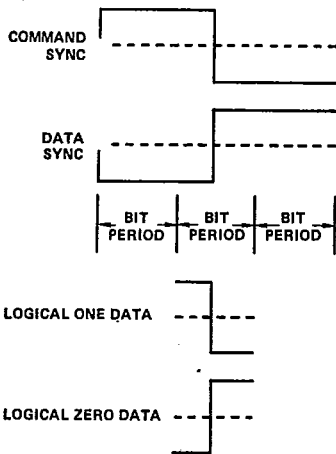 COMMAND
SYNC
DATA
SYNC
BIT
PERIOD
BIT
PERIOD
BIT
PERIOD
LOGICAL ONE DATA
LOGICAL ZERO DATA